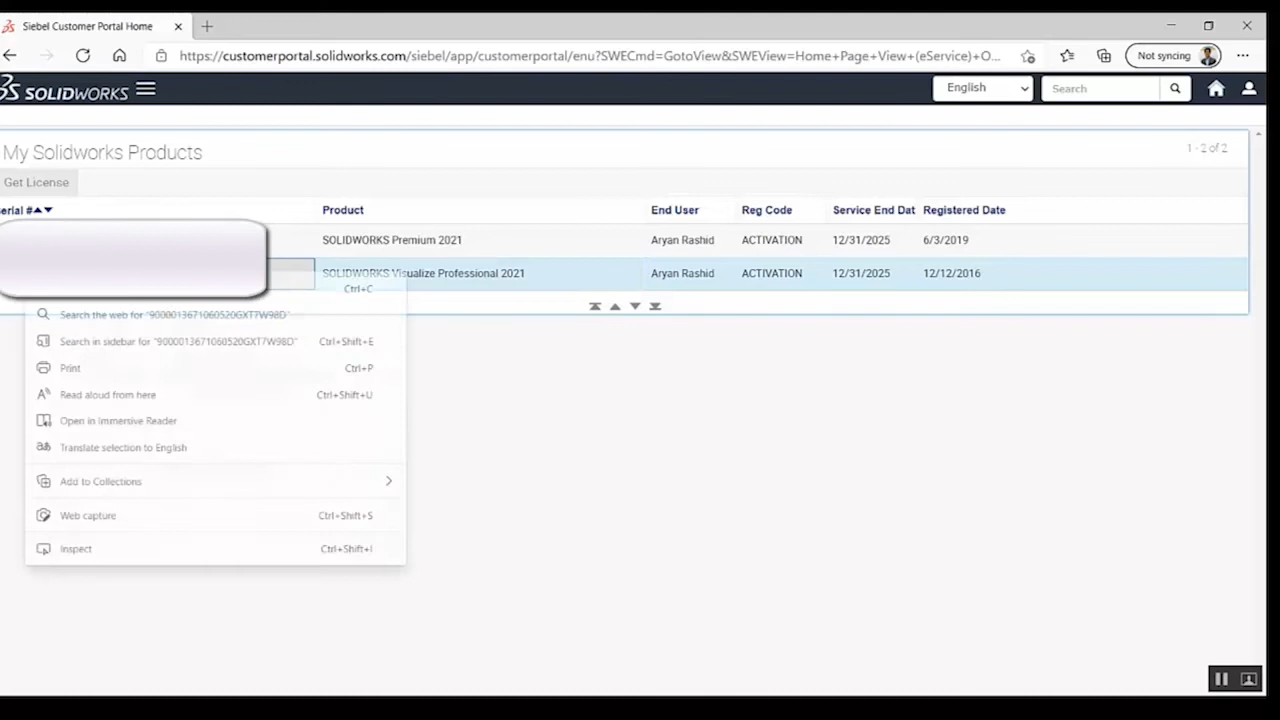 Siebel Customer Portal Home
https://customerportal.solidworks.com/siebel/app/customerportal/enu?SWECmd=GotoView&SWEView=Home+Page+View+(eService)+O...
Not syncing
SOLIDWORKS
English
Search
My Solidworks Products
1 - 2 of 2
Get License
erial # Product End User Reg Code Service End Dat Registered Date
SOLIDWORKS Premium 2021 Aryan Rashid ACTIVATION 12/31/2025 6/3/2019
SOLIDWORKS Visualize Professional 2021 Aryan Rashid ACTIVATION 12/31/2025 12/12/2016
Ctrl+C
Search the web for "9000013671060520GXT7W98D"
Search in sidebar for "9000013671060520GXT7W98D" Ctrl+Shift+E
Print Ctrl+P
Read aloud from here Ctrl+Shift+U
Open in Immersive Reader
Translate selection to English
Add to Collections
Web capture Ctrl+Shift+S
Inspect Ctrl+Shift+I